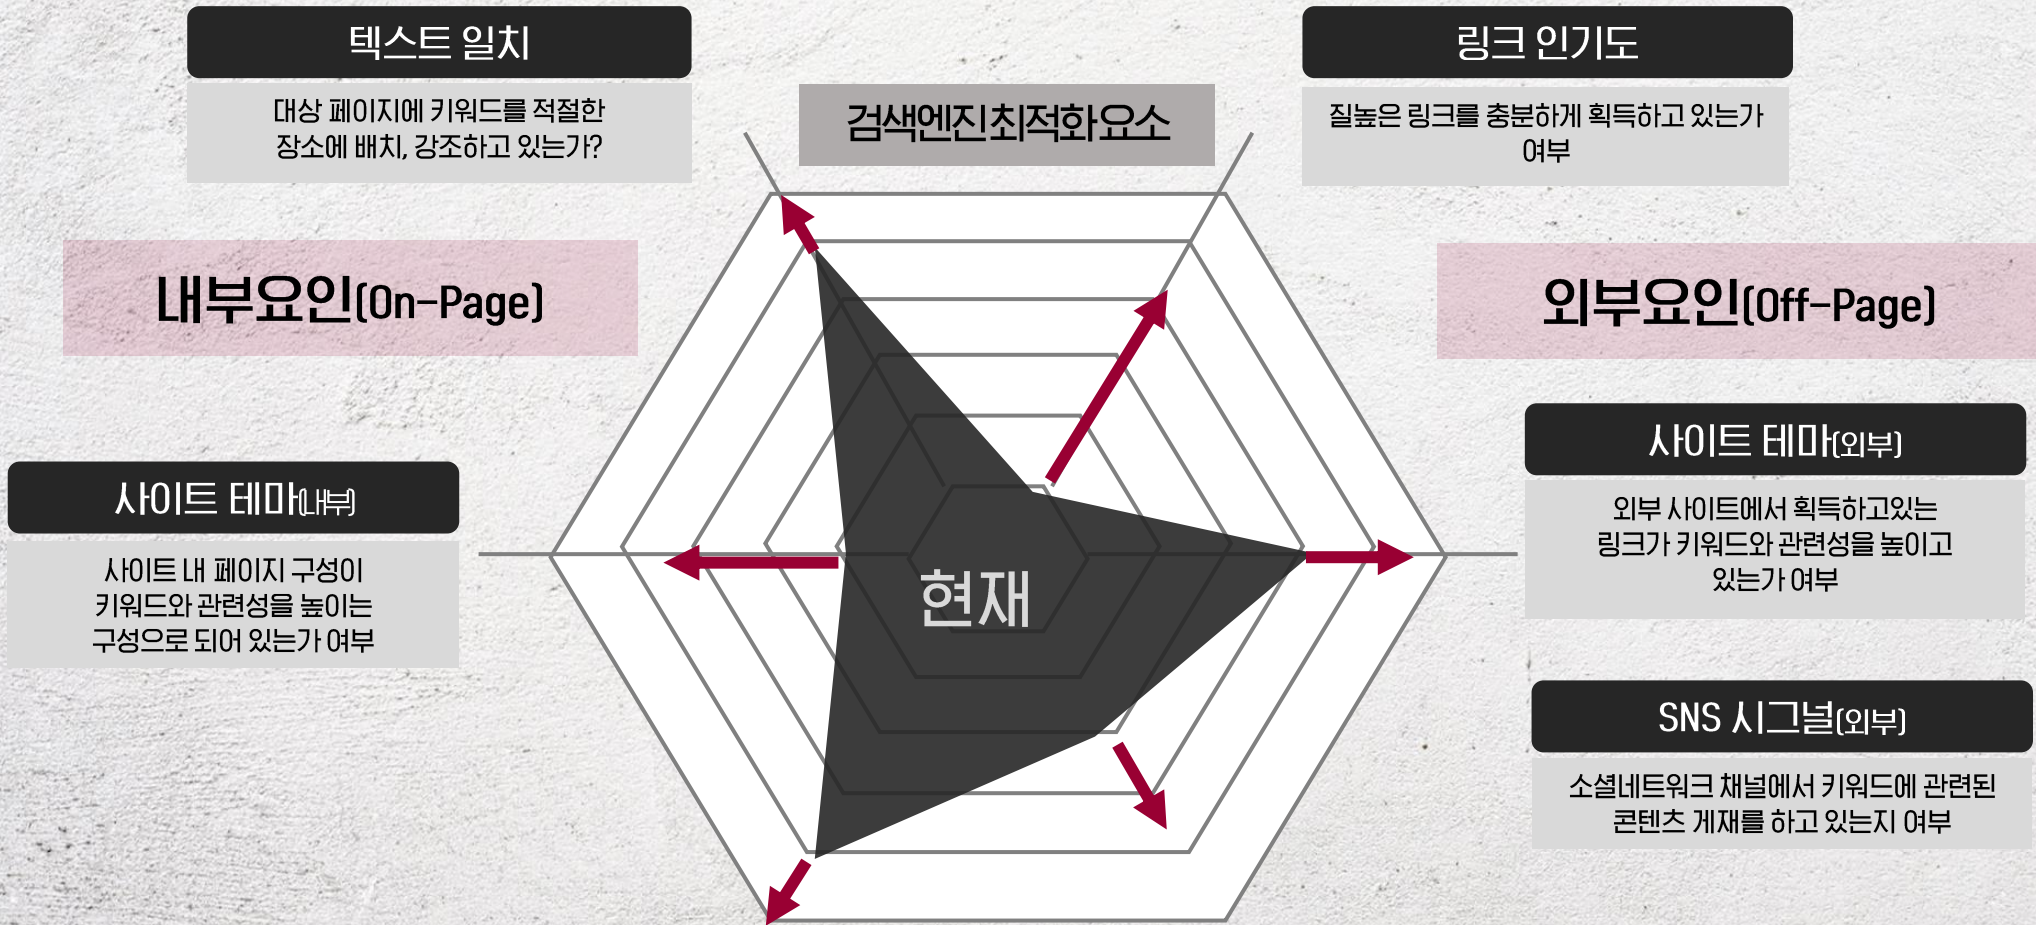 텍스트 일치
대상 페이지에 키워드를 적절한
장소에 배치, 강조하고 있는가?
검색엔진최적화요소
링크 인기도
질높은 링크를 충분하게 획득하고 있는가
여부
내부요인(On-Page)
외부요인(Off-Page)
사이트 테마(내부)
사이트 내 페이지 구성이
키워드와 관련성을 높이는
구성으로 되어 있는가 여부
현재
사이트 테마(외부)
외부 사이트에서 획득하고있는
링크가 키워드와 관련성을 높이고
있는가 여부
SNS 시그널(외부)
소셜네트워크 채널에서 키워드에 관련된
콘텐츠 게재를 하고 있는지 여부